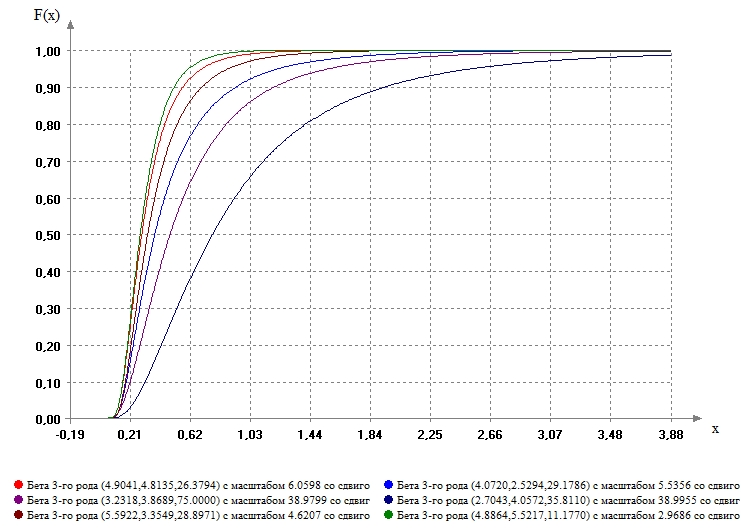 F(x)
1,00
0,90
0,80
0,70
0,60
0,50
0,40
0,30
0,20
0,10
0,00
-0,19 0,21 0,62 1,03 1,44 1,84 2,25 2,66 3,07 3,48 3,88
x
Бета 3-го рода (4.9041,4.8135,26.3794) с масштабом 6.0598 со сдвиго
Бета 3-го рода (4.0720,2.5294,29.1786) с масштабом 5.5356 со сдвиго
Бета 3-го рода (3.2318,3.8689,75.0000) с масштабом 38.9799 со сдвиг
Бета 3-го рода (2.7043,4.0572,35.8110) с масштабом 38.9955 со сдвиг
Бета 3-го рода (5.5922,3.3549,28.8971) с масштабом 4.6207 со сдвиго
Бета 3-го рода (4.8864,5.5217,11.1770) с масштабом 2.9686 со сдвиго